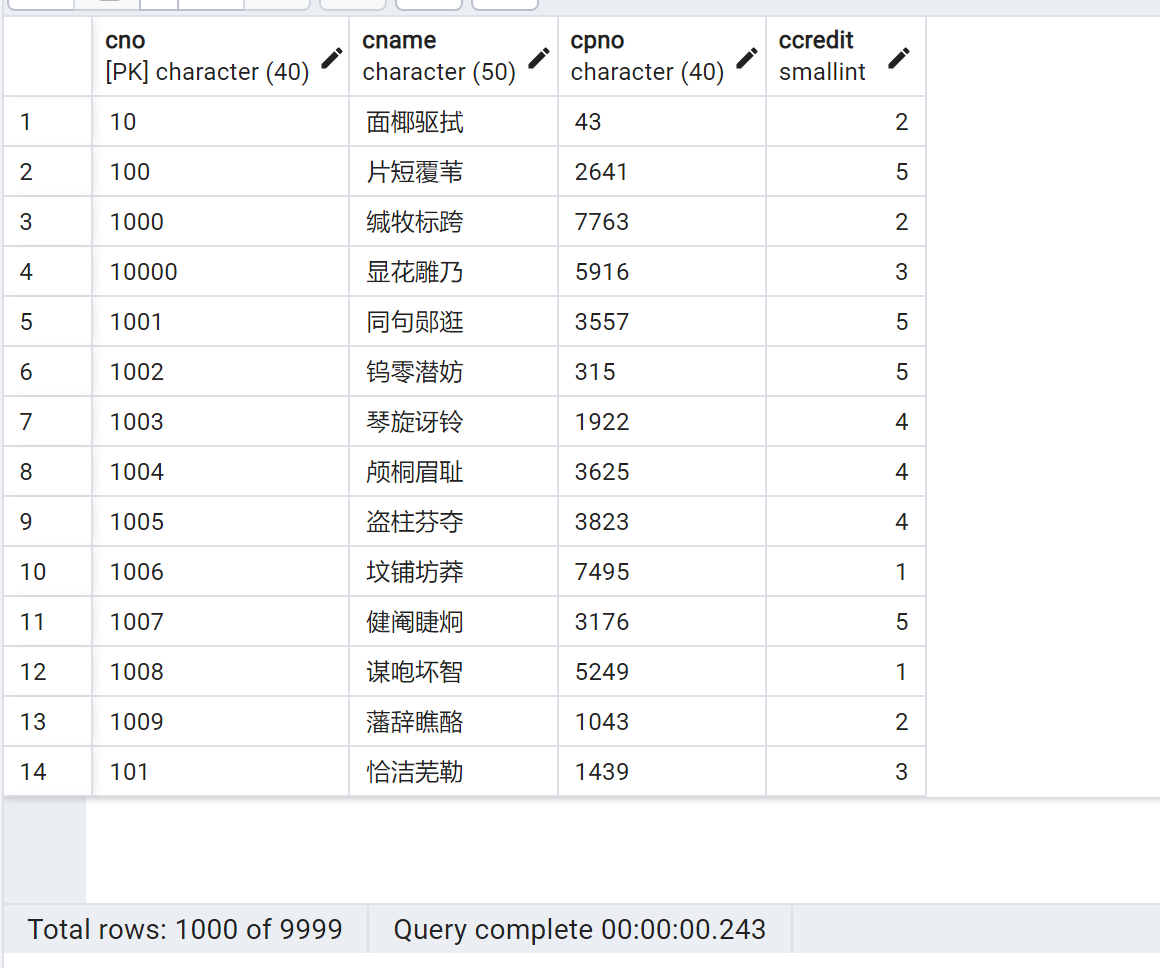 cno cname cpno ccredit
[PK] character (40) character (50) character (40) smallint
1 10 面椰驱拭 43 2
2 100 片短覆苇 2641 5
3 1000 缄牧标跨 7763 2
4 10000 显花雕乃 5916 3
5 1001 同句郧逛 3557 5
6 1002 钨零潜妨 315 5
7 1003 琴旋讶铃 1922 4
8 1004 颅桐眉耻 3625 4
9 1005 盗柱芬夺 3823 4
10 1006 坟铺坊莽 7495 1
11 1007 健阉睫炯 3176 5
12 1008 谋咆坏智 5249 1
13 1009 藩辞瞧酪 1043 2
14 101 恰洁芜勒 1439 3
Total rows: 1000 of 9999 Query complete 00:00:00.243